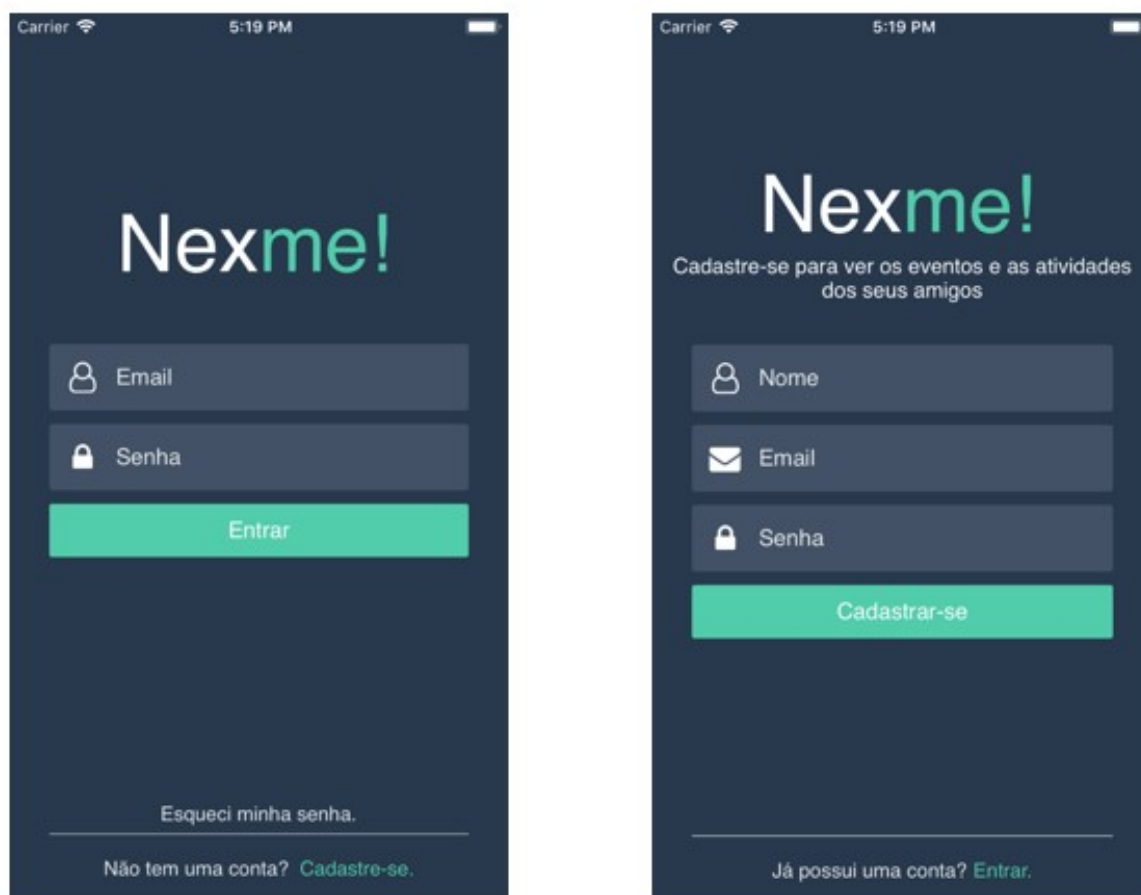 Carrier
5:19 PM
Nexme!
Email
Senha
Entrar
Esqueci minha senha.
Não tem uma conta? Cadastre-se.
Carrier
5:19 PM
Nexme!
Cadastre-se para ver os eventos e as atividades
dos seus amigos
Nome
Email
Senha
Cadastrar-se
Já possui uma conta? Entrar.